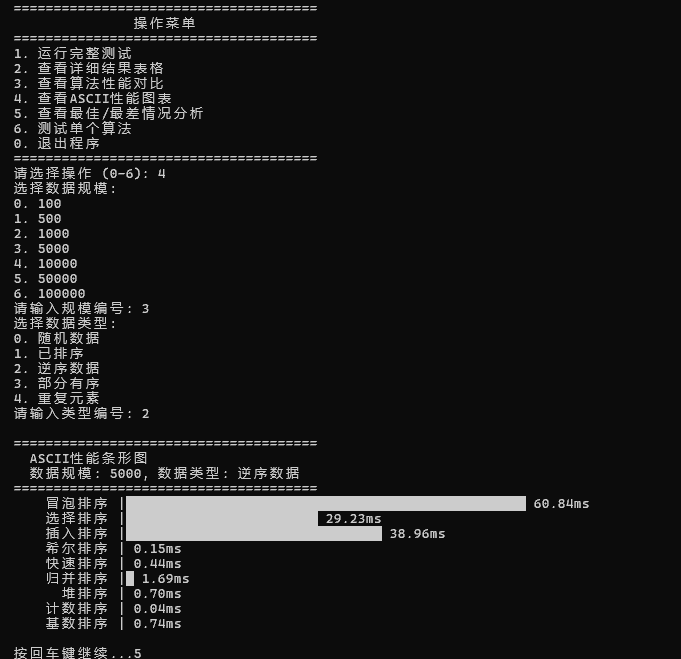 ======================================
操作菜单
======================================
1. 运行完整测试
2. 查看详细结果表格
3. 查看算法性能对比
4. 查看ASCII性能图表
5. 查看最佳/最差情况分析
6. 测试单个算法
0. 退出程序
======================================
请选择操作 (0-6): 4
选择数据规模:
0. 100
1. 500
2. 1000
3. 5000
4. 10000
5. 50000
6. 100000
请输入规模编号: 3
选择数据类型:
0. 随机数据
1. 已排序
2. 逆序数据
3. 部分有序
4. 重复元素
请输入类型编号: 2
======================================
ASCII性能条形图
数据规模: 5000, 数据类型: 逆序数据
======================================
冒泡排序 | 60.84ms
选择排序 | 29.23ms
插入排序 | 38.96ms
希尔排序 | 0.15ms
快速排序 | 0.44ms
归并排序 | 1.69ms
堆排序 | 0.70ms
计数排序 | 0.04ms
基数排序 | 0.74ms
按回车键继续...5